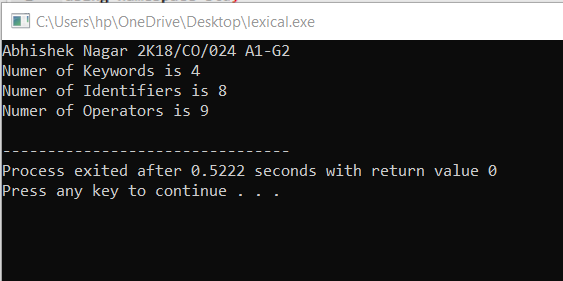 C:\Users\hp\OneDrive\Desktop\lexical.exe
Abhishek Nagar 2K18/CO/024 A1-G2
Numer of Keywords is 4
Numer of Identifiers is 8
Numer of Operators is 9
--------------------------------
Process exited after 0.5222 seconds with return value 0
Press any key to continue . . .